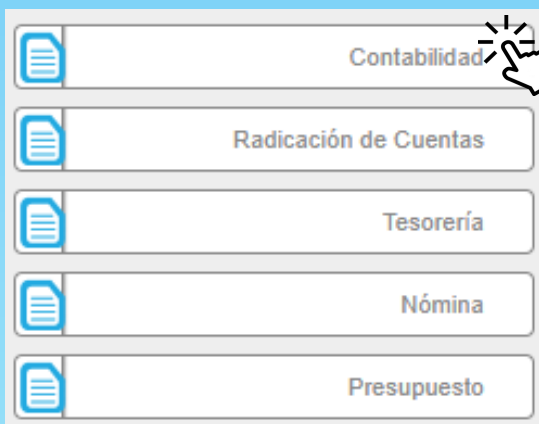 Contabilidad
Radicación de Cuentas
Tesorería
Nómina
Presupuesto